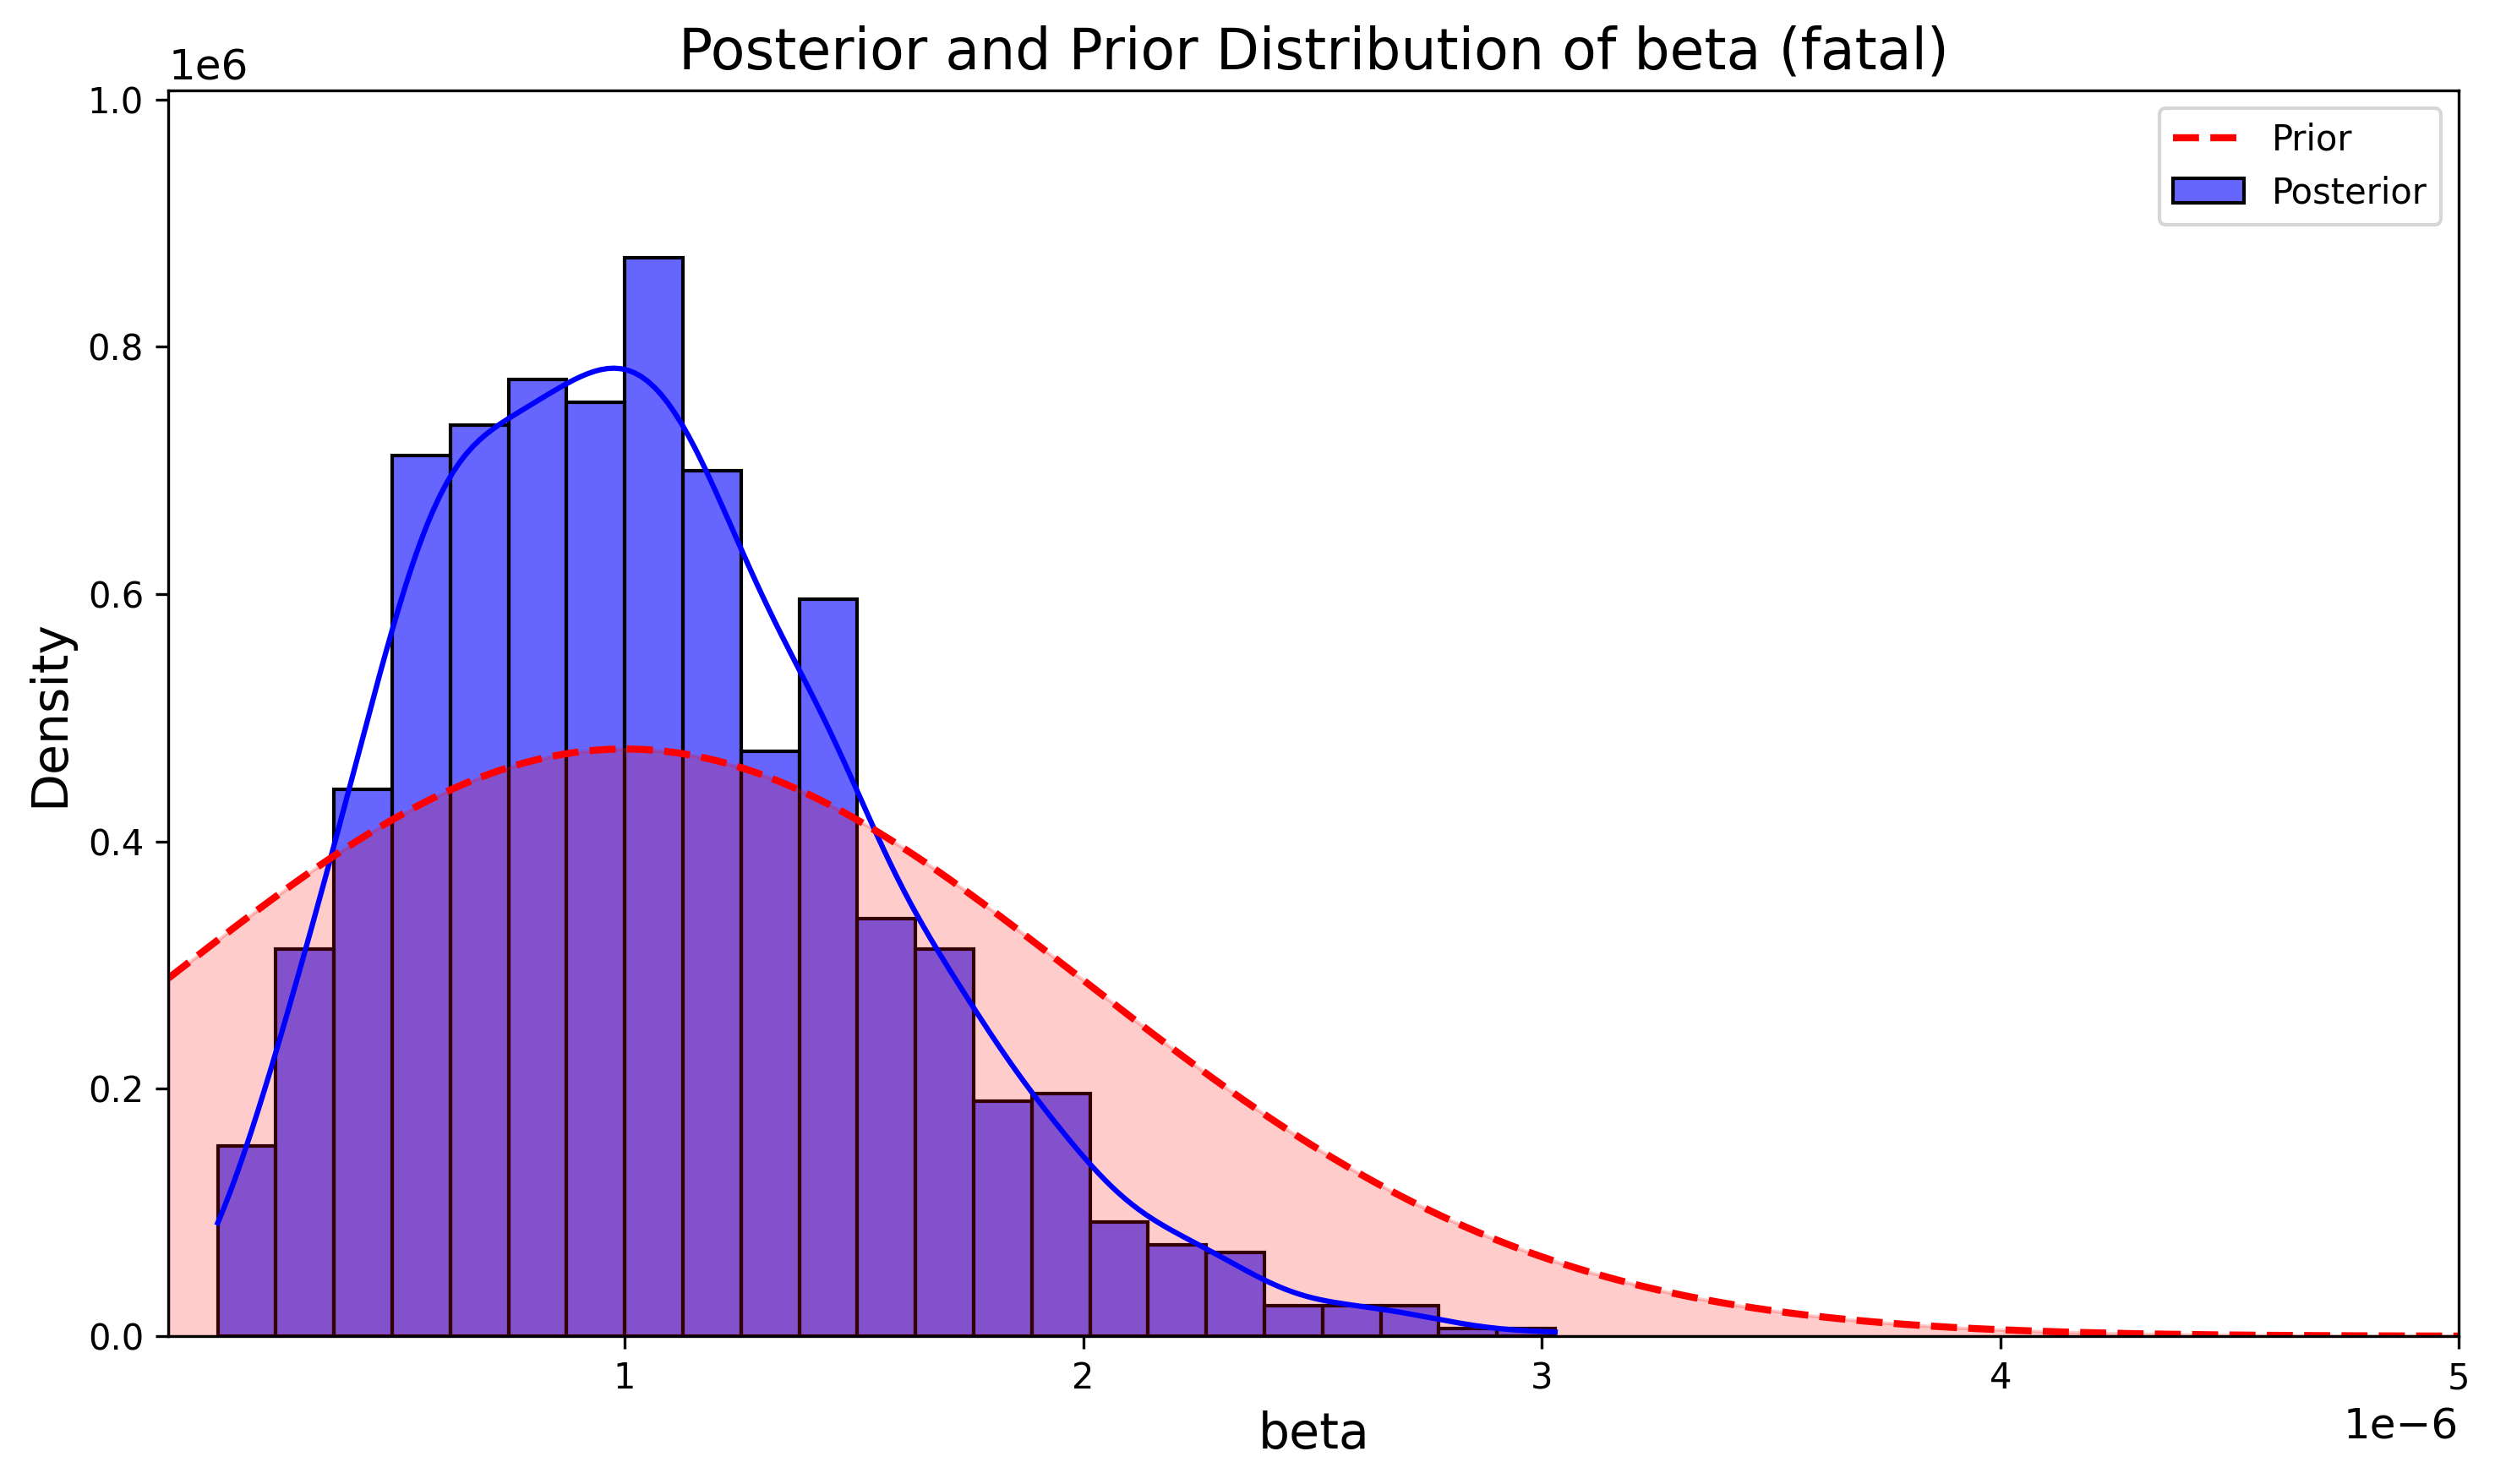 Posterior and Prior Distribution of beta (fatal)
1e6
1.0
0.8
0.6
0.4
0.2
0.0
Density
Prior
Posterior
1 2 3 4 5
beta
1e−6